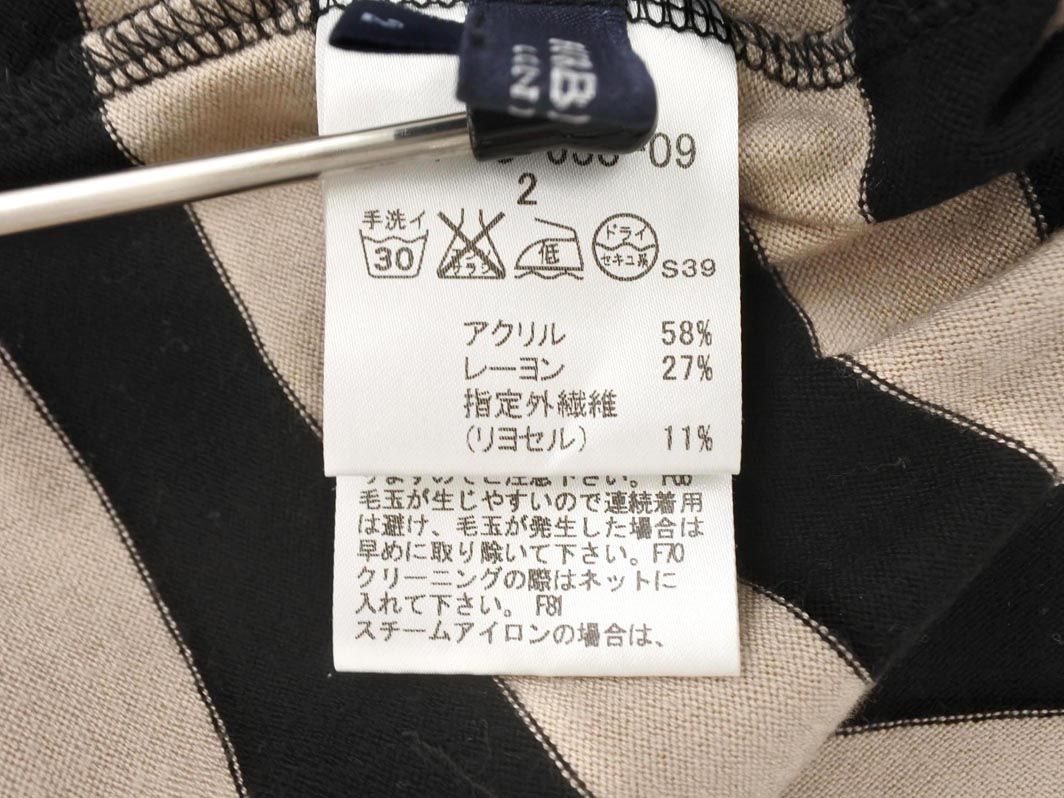 -09
2
手洗イ
30
低
ドライ
セキユ系
S39
アクリル 58%
レーヨン 27%
指定外繊維
(リヨセル) 11%
毛玉が生じやすいので連続着用
は避け、毛玉が発生した場合は
早めに取り除いて下さい。F70
クリーニングの際はネットに
入れて下さい。 F81
スチームアイロンの場合は、